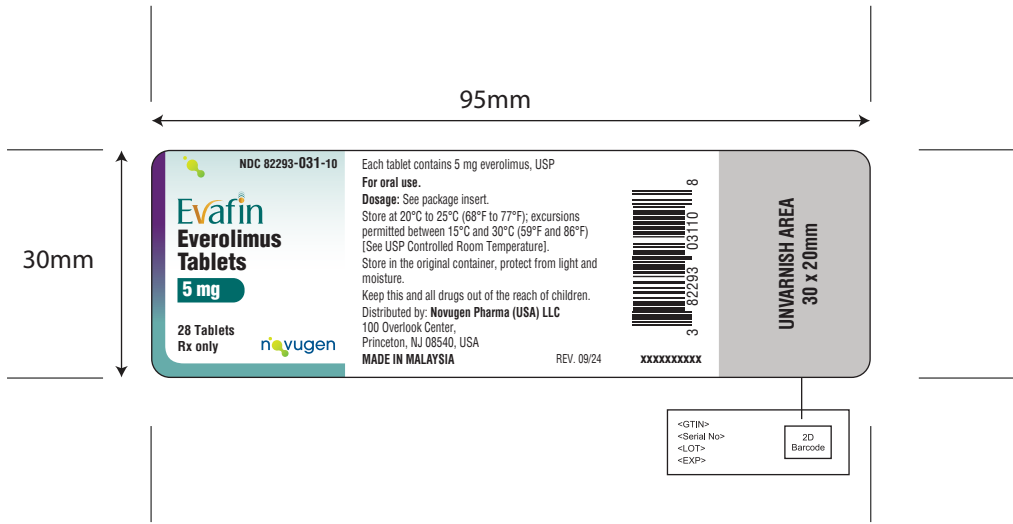 95mm
30mm
NDC 82293-031-10
Evafin
Everolimus
Tablets
5 mg
28 Tablets
Rx only
novugen
Each tablet contains 5 mg everolimus, USP
For oral use.
Dosage: See package insert.
Store at 20°C to 25°C (68°F to 77°F); excursions
permitted between 15°C and 30°C (59°F and 86°F)
[See USP Controlled Room Temperature].
Store in the original container, protect from light and
moisture.
Keep this and all drugs out of the reach of children.
Distributed by: Novugen Pharma (USA) LLC
100 Overlook Center,
Princeton, NJ 08540, USA
MADE IN MALAYSIA
REV. 09/24
3 82293 03110 8
xxxxxxxxxx
UNVARNISH AREA
30 x 20mm
<GTIN>
<Serial No>
<LOT>
<EXP>
2D
Barcode